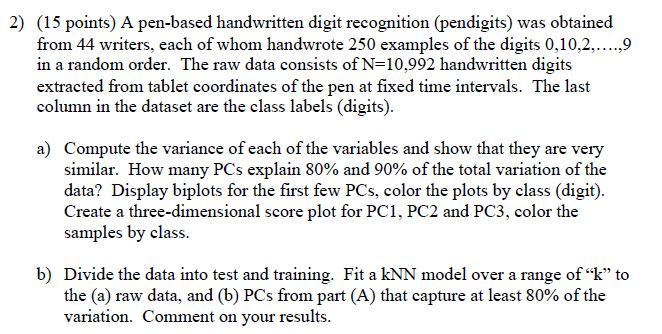 2) (15 points) A pen-based handwritten digit recognition (pendigits) was obtained
from 44 writers, each of whom handwrote 250 examples of the digits 0,10,2,….,9
in a random order. The raw data consists of N=10,992 handwritten digits
extracted from tablet coordinates of the pen at fixed time intervals. The last
column in the dataset are the class labels (digits).
a) Compute the variance of each of the variables and show that they are very
similar. How many PCs explain 80% and 90% of the total variation of the
data? Display biplots for the first few PCs, color the plots by class (digit).
Create a three-dimensional score plot for PC1, PC2 and PC3, color the
samples by class.
b) Divide the data into test and training. Fit a kNN model over a range of “k” to
the (a) raw data, and (b) PCs from part (A) that capture at least 80% of the
variation. Comment on your results.